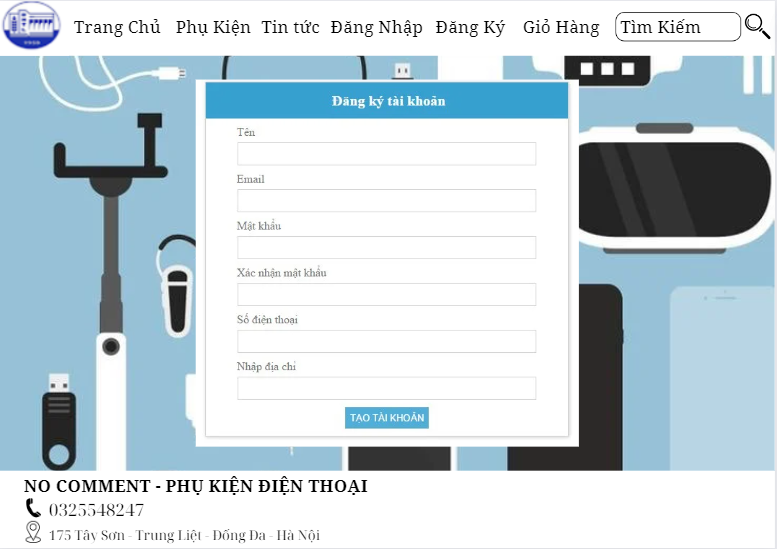 Trang Chủ Phụ Kiện Tin tức Đăng Nhập Đăng Ký Giỏ Hàng Tìm Kiếm
Đăng ký tài khoản
Tên
Email
Mật khẩu
Xác nhận mật khẩu
Số điện thoại
Nhập địa chỉ
TẠO TÀI KHOẢN
NO COMMENT - PHỤ KIỆN ĐIỆN THOẠI
0325548247
175 Tây Sơn - Trung Liệt - Đống Đa - Hà Nội